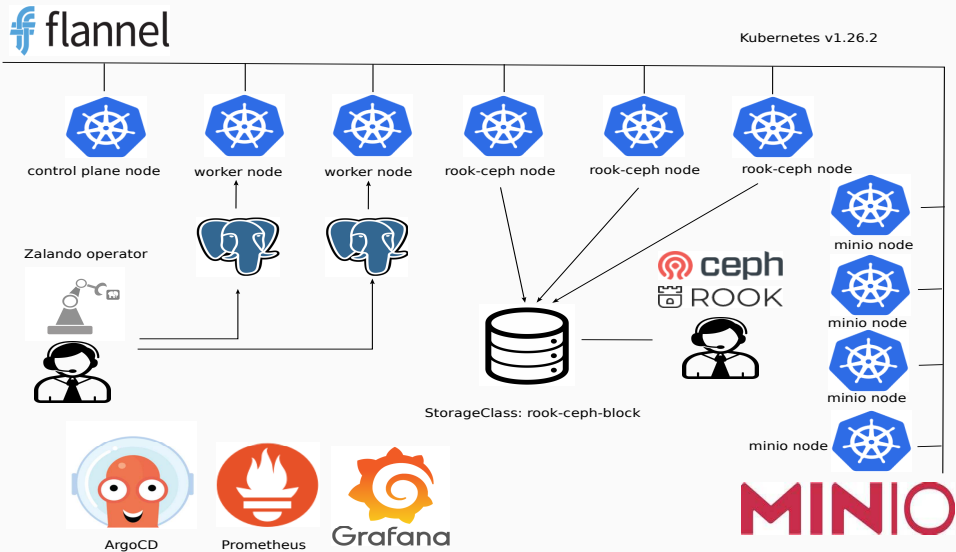 flannel
Kubernetes v1.26.2
control plane node
worker node
worker node
rook-ceph node
rook-ceph node
rook-ceph node
minio node
Zalando operator
ceph
ROOK
minio node
minio node
StorageClass: rook-ceph-block
minio node
MINIO
Grafana
ArgoCD
Prometheus